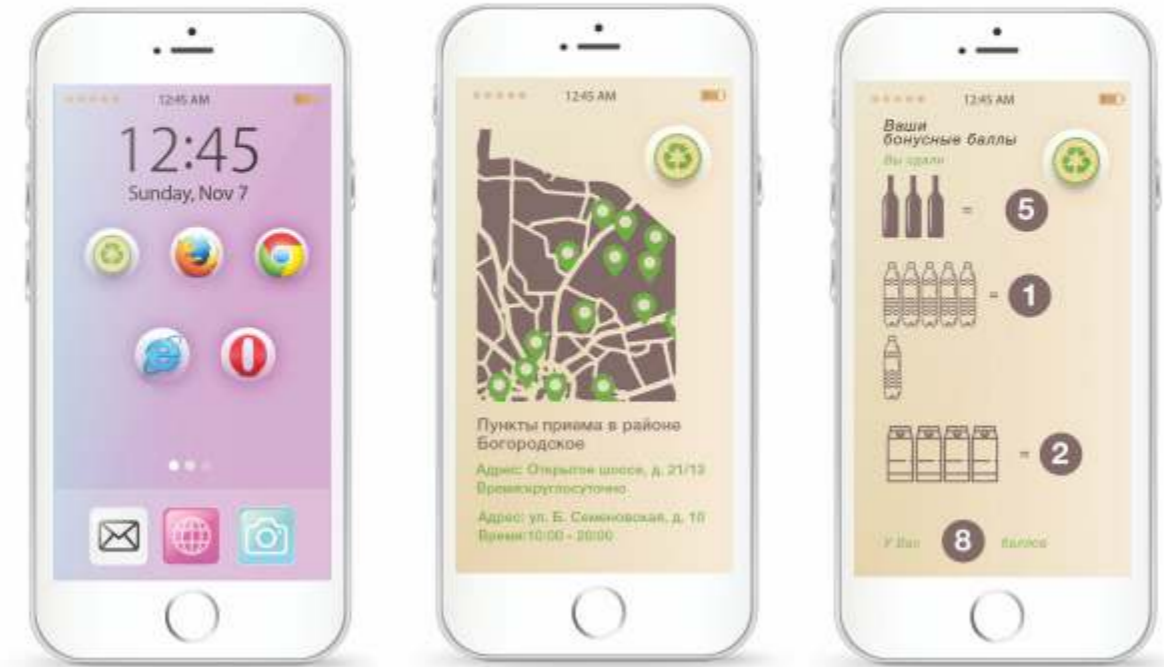 12:45 AM
12:45
Sunday, Nov 7
12:45 AM
Пункты приема в районе
Богородское
Адрес: Открытое шоссе, д. 21/13
Время:круглосуточно
Адрес: ул. Б. Семеновская, д. 10
Время:10:00 - 20:00
12:45 AM
Ваши
бонусные баллы
Вы сдали
= 5
= 1
= 2
У Вас 8 баллов